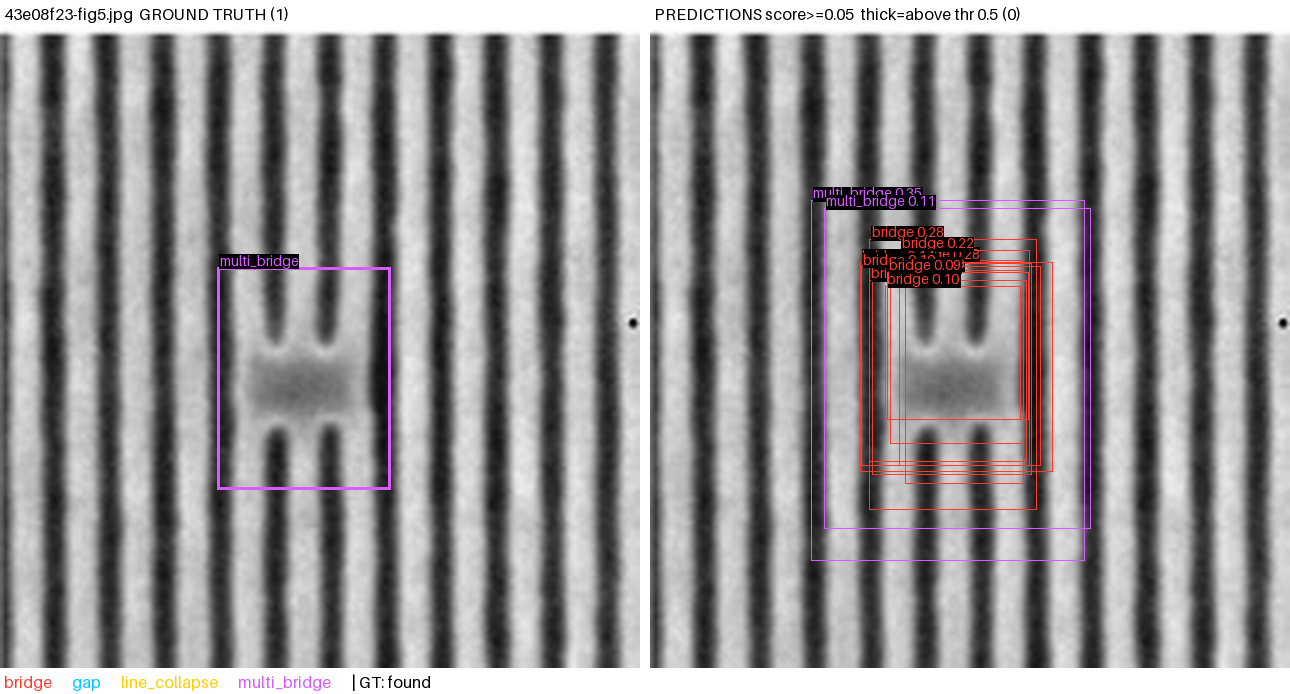 43e08f23-fig5.jpg GROUND TRUTH (1)
PREDICTIONS score>=0.05 thick=above thr 0.5 (0)
multi_bridge
multi_bridge 0.35
multi_bridge 0.11
bridge 0.28
bridge 0.22
bridge 0.09
bridge 0.10
bridge gap line_collapse multi_bridge | GT: found